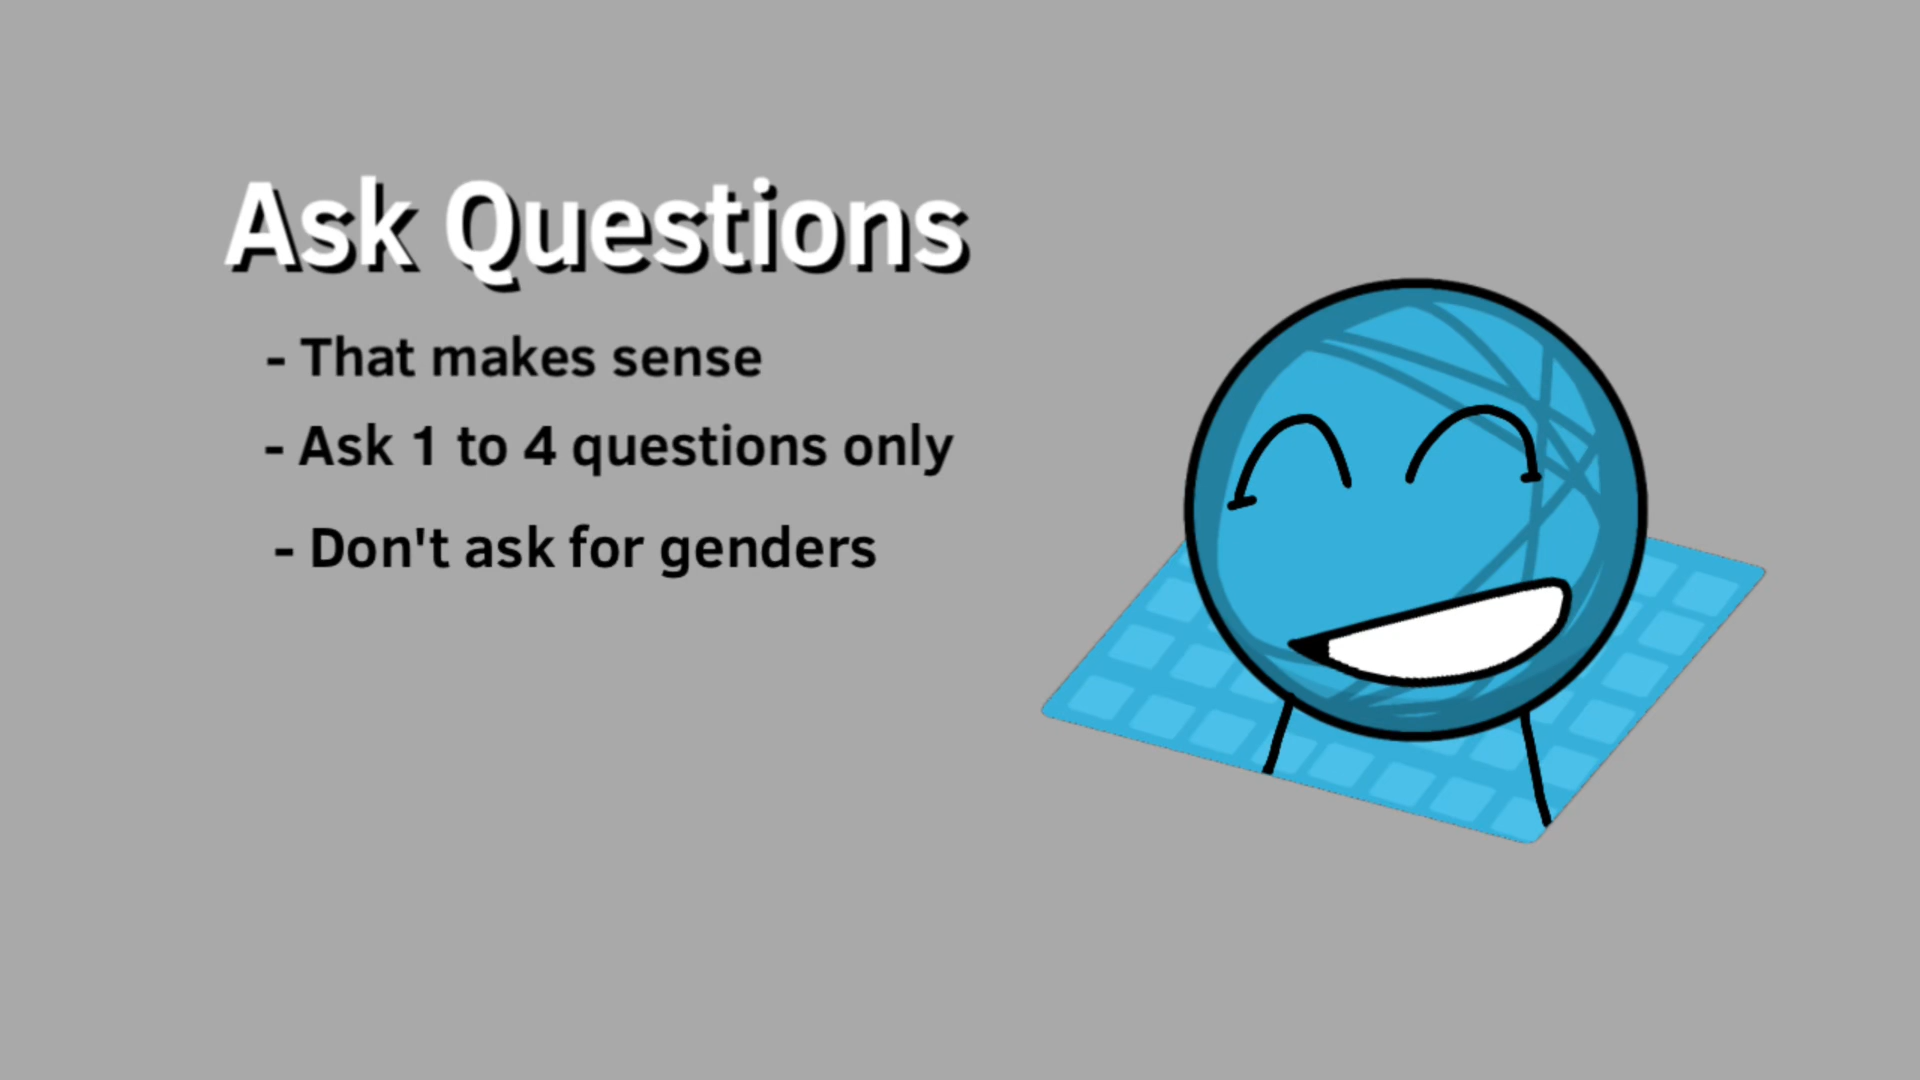 Ask Questions
- That makes sense
- Ask 1 to 4 questions only
- Don't ask for genders